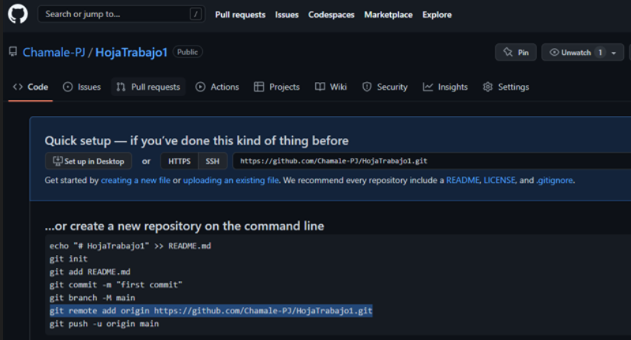 Search or jump to... /
Pull requests Issues Codespaces Marketplace Explore
Chamale-PJ / HojaTrabajo1 Public
Pin Unwatch 1
Code Issues Pull requests Actions Projects Wiki Security Insights Settings
Quick setup — if you've done this kind of thing before
Set up in Desktop or HTTPS SSH https://github.com/Chamale-PJ/HojaTrabajo1.git
Get started by creating a new file or uploading an existing file. We recommend every repository include a README, LICENSE, and .gitignore.
...or create a new repository on the command line
echo "# HojaTrabajo1" >> README.md
git init
git add README.md
git commit -m "first commit"
git branch -M main
git remote add origin https://github.com/Chamale-PJ/HojaTrabajo1.git
git push -u origin main